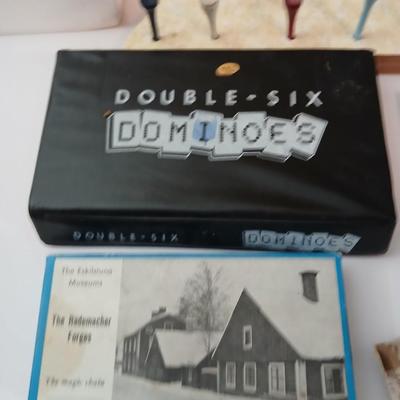 DOUBLE-SIX
DOMINOES
DOUBLE-SIX
DOMINOES
The Eskilstuna
Museums
The Rademacher
Forges
The magic chain